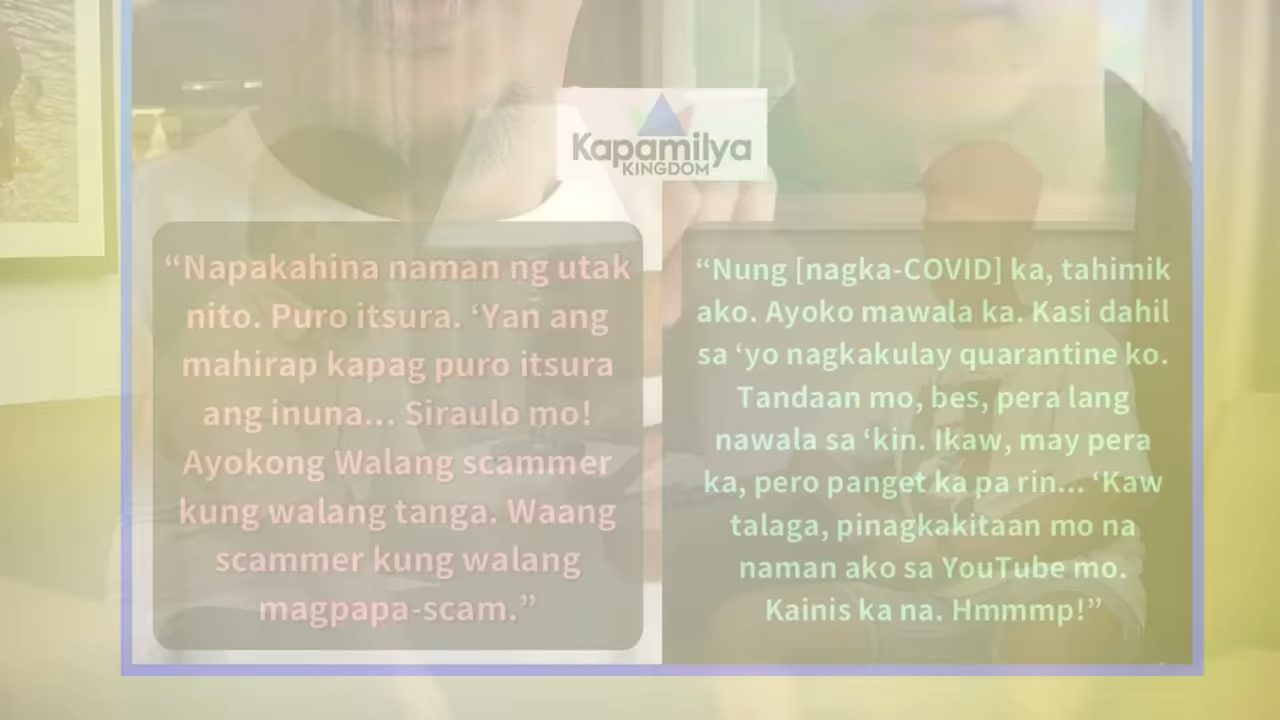 Kapamilya
KINGDOM
“Napakahina naman ng utak
nito. Puro itsura. ‘Yan ang
mahirap kapag puro itsura
ang inuna... Siraulo mo!
Ayokong Walang scammer
kung walang tanga. Waang
scammer kung walang
magpapa-scam.”
“Nung [nagka-COVID] ka, tahimik
ako. Ayoko mawala ka. Kasi dahil
sa ‘yo nagkakulay quarantine ko.
Tandaan mo, bes, pera lang
nawala sa ‘kin. Ikaw, may pera
ka, pero panget ka pa rin... ‘Kaw
talaga, pinagkakitaan mo na
naman ako sa YouTube mo.
Kainis ka na. Hmmmp!”